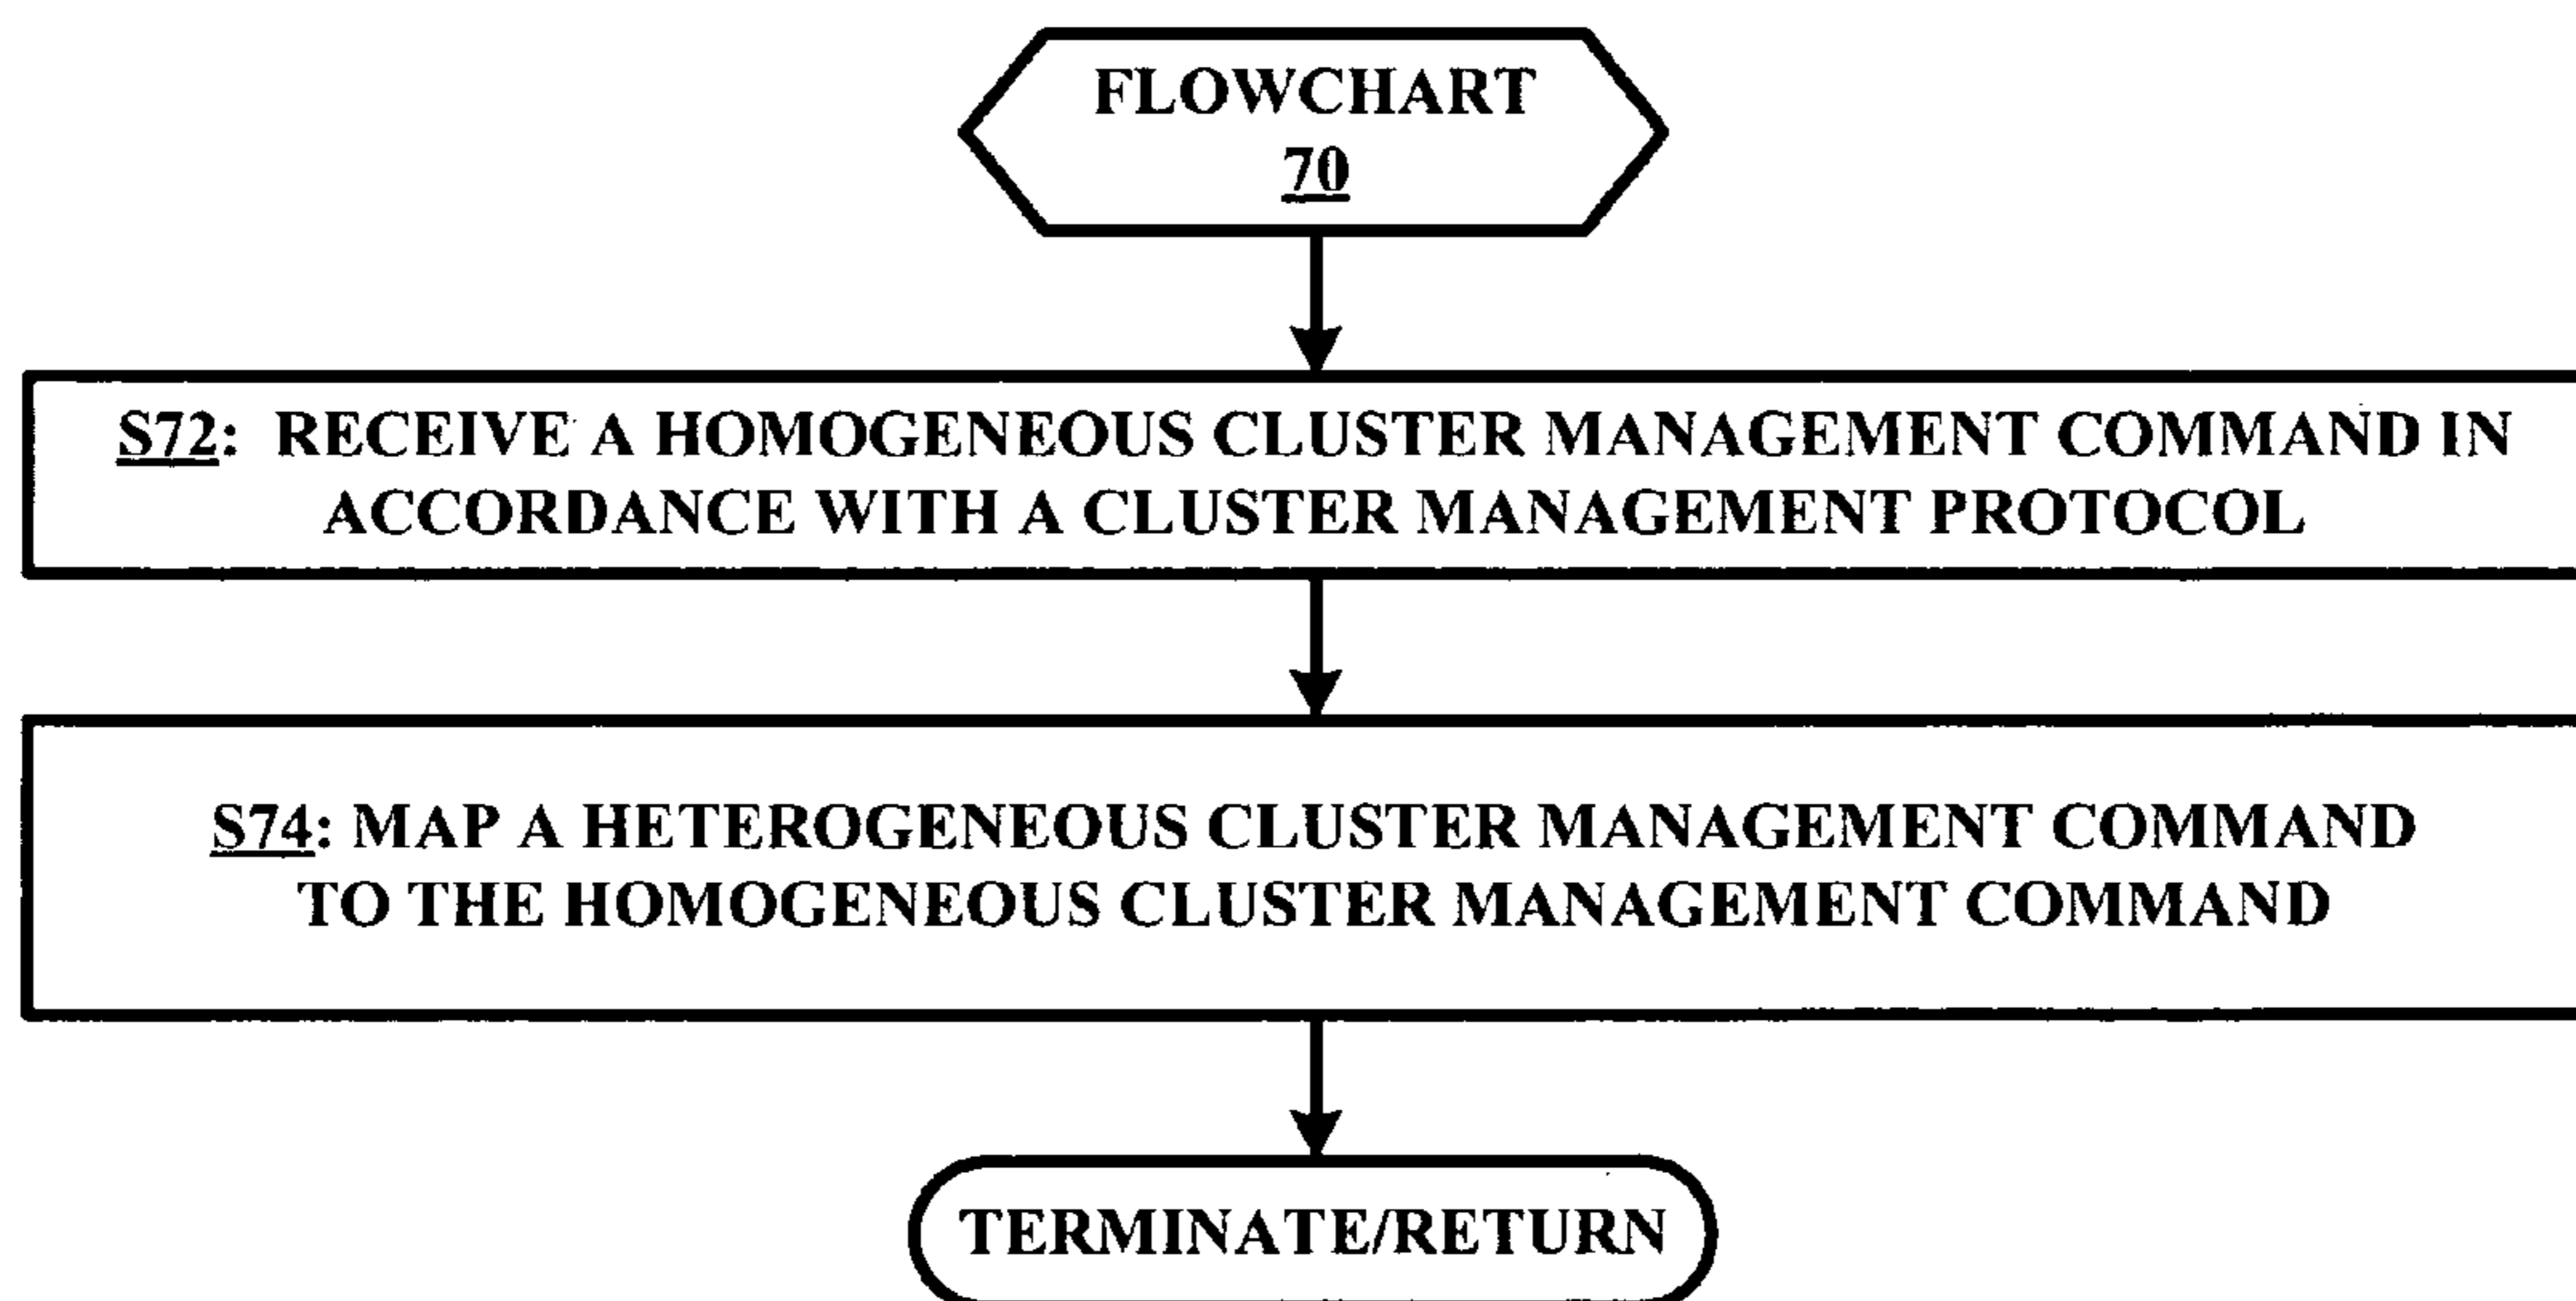 FLOWCHART
70
S72: RECEIVE A HOMOGENEOUS CLUSTER MANAGEMENT COMMAND IN
ACCORDANCE WITH A CLUSTER MANAGEMENT PROTOCOL
S74: MAP A HETEROGENEOUS CLUSTER MANAGEMENT COMMAND
TO THE HOMOGENEOUS CLUSTER MANAGEMENT COMMAND
TERMINATE/RETURN